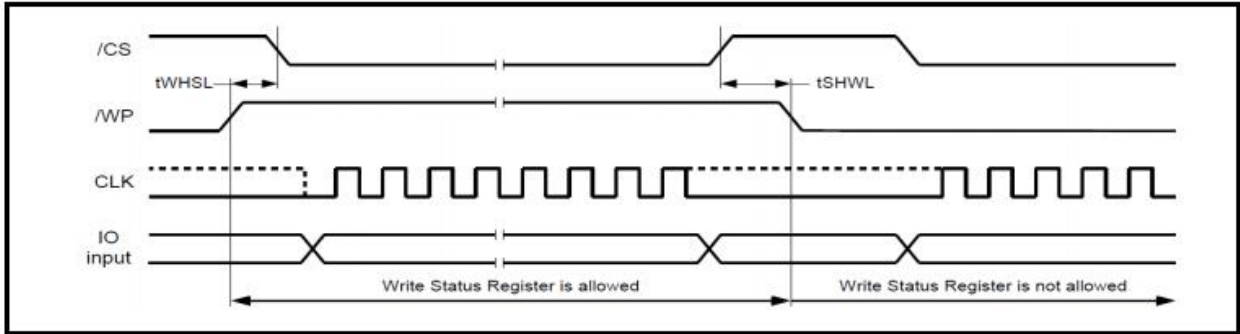 /CS
tWHSL
tSHWL
/WP
CLK
IO
input
Write Status Register is allowed
Write Status Register is not allowed